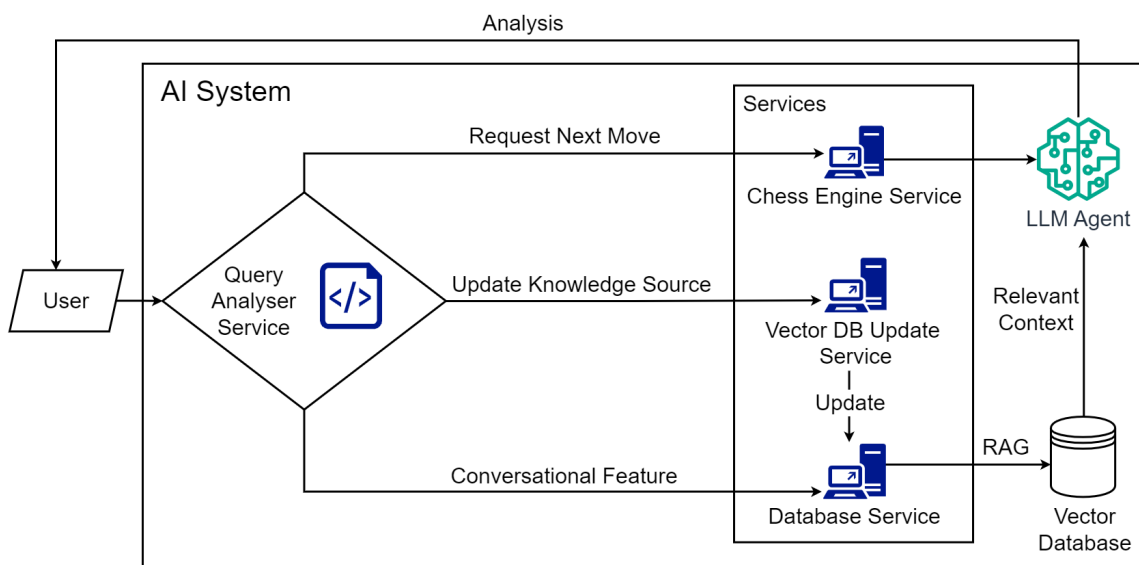 Analysis
AI System
Services
Request Next Move
Chess Engine Service
LLM Agent
User
Query
Analyser
Service
</>
Update Knowledge Source
Vector DB Update
Service
Relevant
Context
Update
Conversational Feature
Database Service
RAG
Vector
Database